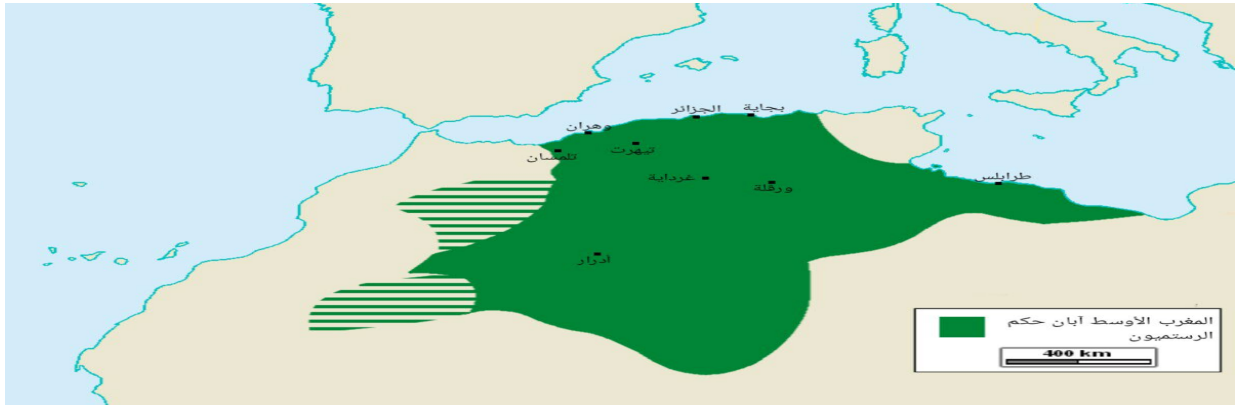 بجاية
الجزائر
وهران
تيهرت
تلمسان
غرداية
ورقلة
طرابلس
أدرار
المغرب الأوسط آبان حكم
الرستميون
400 km